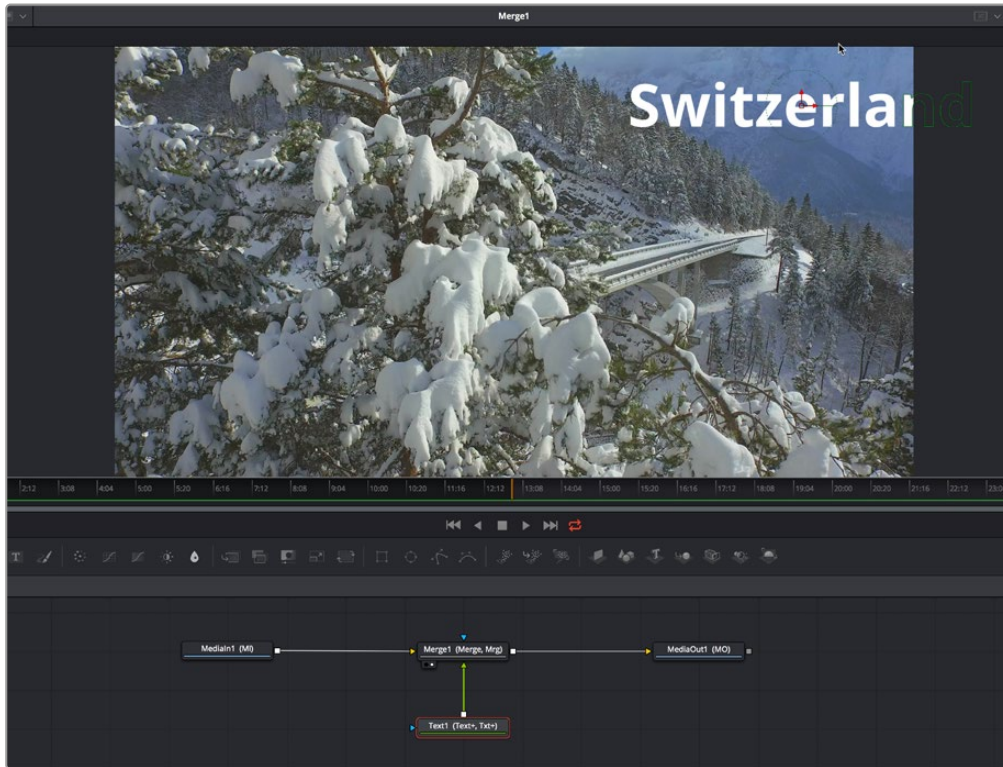 Merge1
Switzerland
2:12 3:08 4:04 5:00 5:20 6:16 7:12 8:08 9:04 10:00 10:20 11:16 12:12 13:08 14:04 15:00 15:20 16:16 17:12 18:08 19:04 20:00 20:20 21:16 22:12 23:0
T
MediaIn1 (MI)
Merge1 (Merge, Mrg)
MediaOut1 (MO)
Text1 (Text+, Txt+)